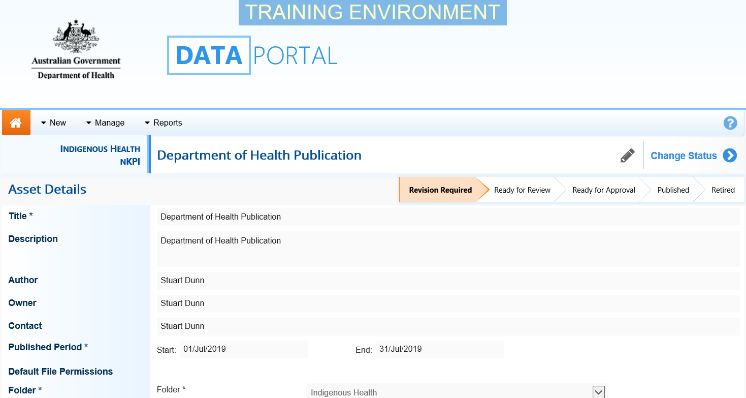 TRAINING ENVIRONMENT
Australian Government
Department of Health
DATA PORTAL
New Manage Reports
INDIGENOUS HEALTH
nKPI
Department of Health Publication
Change Status
Asset Details
Revision Required Ready for Review Ready for Approval Published Retired
Title * Department of Health Publication
Description Department of Health Publication
Author Stuart Dunn
Owner Stuart Dunn
Contact Stuart Dunn
Published Period * Start: 01/Jul/2019 End: 31/Jul/2019
Default File Permissions
Folder * Folder * Indigenous Health